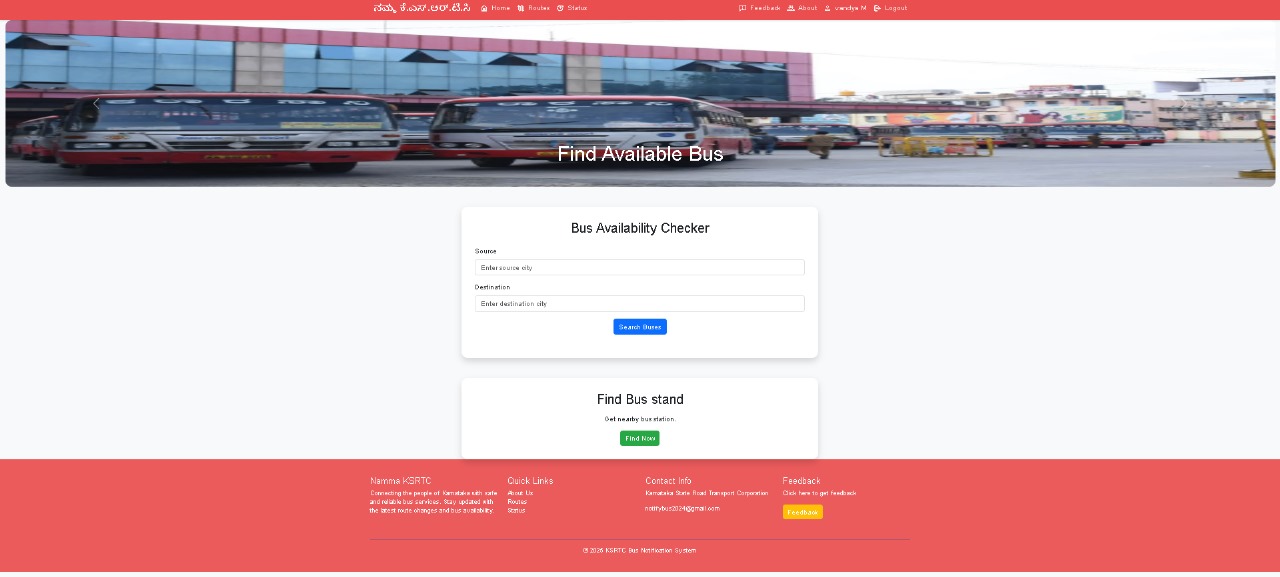 ನಮ್ಮ ಕೆ.ಎಸ್.ಆರ್.ಟಿ.ಸಿ
Home
Routes
Status
Feedback
About
vandya M
Logout
Find Available Bus
Bus Availability Checker
Source
Enter source city
Destination
Enter destination city
Search Buses
Find Bus stand
Get nearby bus station.
Find Now
Namma KSRTC
Connecting the people of Karnataka with safe
and reliable bus services. Stay updated with
the latest route changes and bus availability.
Quick Links
About Us
Routes
Status
Contact Info
Karnataka State Road Transport Corporation
notifybus2024@gmail.com
Feedback
Click here to get feedback
Feedback
© 2026 KSRTC Bus Notification System